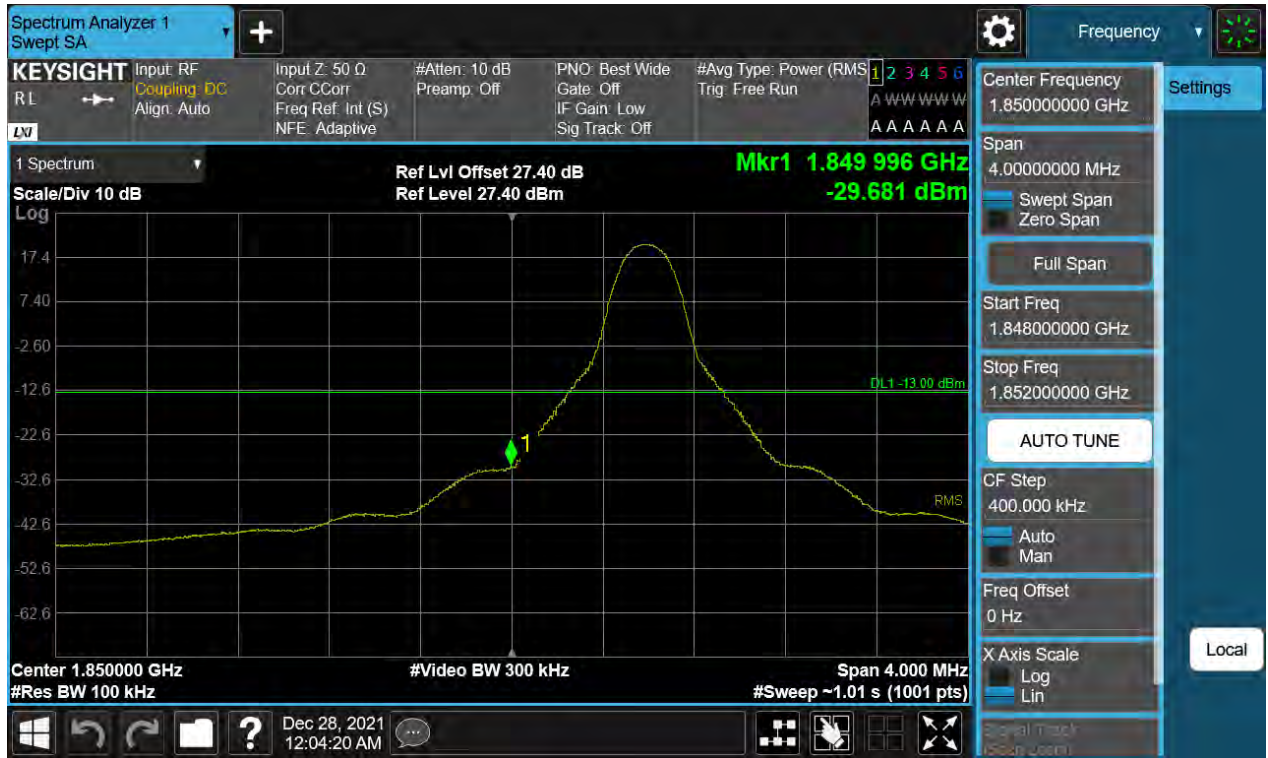 Spectrum Analyzer 1
Swept SA
Frequency
KEYSIGHT
RL
LXI
Input: RF
Coupling: DC
Align: Auto
Input Z: 50 Ω
Corr CCorr
Freq Ref: Int (S)
NFE: Adaptive
#Atten: 10 dB
Preamp: Off
PNO: Best Wide
Gate: Off
IF Gain: Low
Sig Track: Off
#Avg Type: Power (RMS
Trig: Free Run
1 2 3 4 5 6
A W W W W W
A A A A A A
1 Spectrum
Scale/Div 10 dB
Log
Ref Lvl Offset 27.40 dB
Ref Level 27.40 dBm
Mkr1 1.849 996 GHz
-29.681 dBm
17.4
7.40
-2.60
-12.6
-22.6
-32.6
-42.6
-52.6
-62.6
DL1 -13.00 dBm
1
RMS
Center 1.850000 GHz
#Res BW 100 kHz
#Video BW 300 kHz
Span 4.000 MHz
#Sweep ~1.01 s (1001 pts)
Center Frequency
1.850000000 GHz
Span
4.00000000 MHz
Swept Span
Zero Span
Full Span
Start Freq
1.848000000 GHz
Stop Freq
1.852000000 GHz
AUTO TUNE
CF Step
400.000 kHz
Auto
Man
Freq Offset
0 Hz
X Axis Scale
Log
Lin
Signal Track
(Span Zoom)
Settings
Local
?
Dec 28, 2021
12:04:20 AM